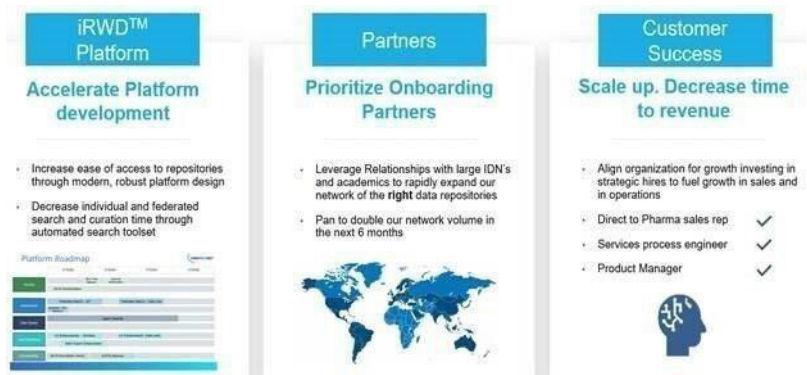 iRWD™
Platform
Accelerate Platform
development
• Increase ease of access to repositories
through modern, robust platform design
• Decrease individual and federated
search and curation time through
automated search toolset
Platform Roadmap
Partners
Prioritize Onboarding
Partners
• Leverage Relationships with large IDN's
and academics to rapidly expand our
network of the right data repositories
• Pan to double our network volume in
the next 6 months
Customer
Success
Scale up. Decrease time
to revenue
• Align organization for growth investing in
strategic hires to fuel growth in sales and
in operations
• Direct to Pharma sales rep ✓
• Services process engineer ✓
• Product Manager ✓